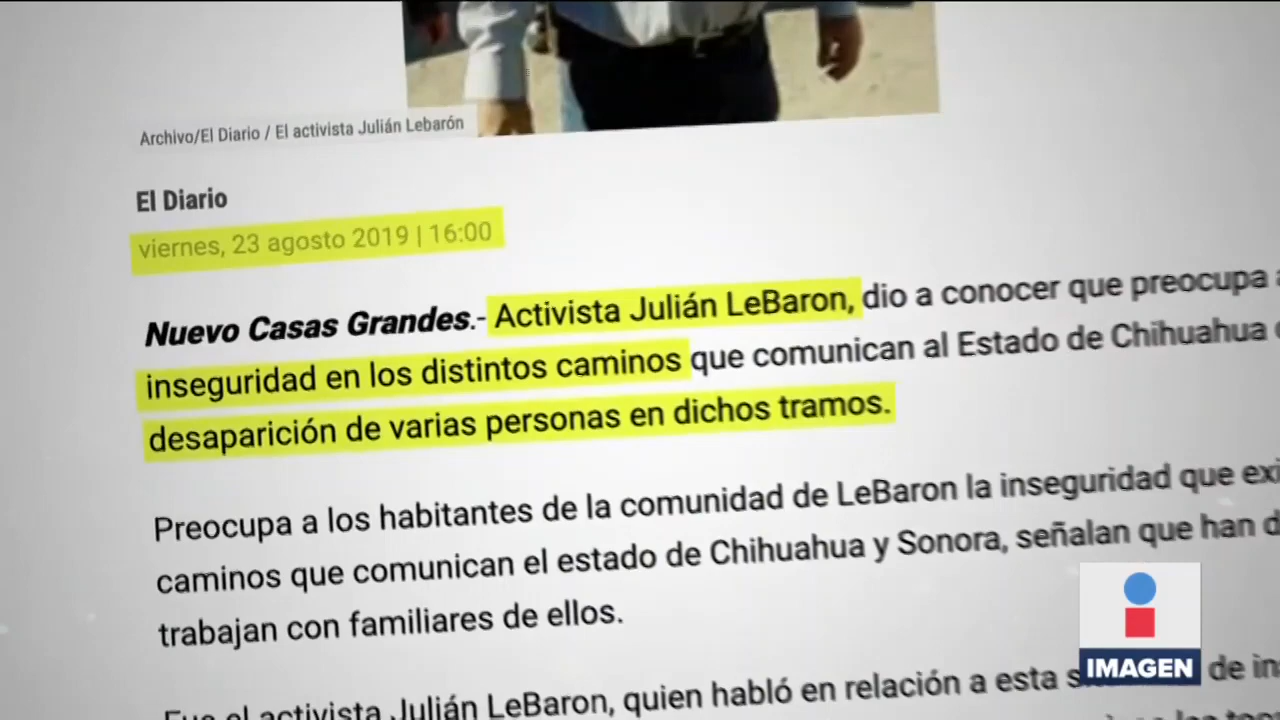 Archivo/El Diario / El activista Julián Lebarón
El Diario
viernes, 23 agosto 2019 | 16:00
Nuevo Casas Grandes.- Activista Julián LeBaron, dio a conocer que preocupa
inseguridad en los distintos caminos que comunican al Estado de Chihuahua
desaparición de varias personas en dichos tramos.
Preocupa a los habitantes de la comunidad de LeBaron la inseguridad que
caminos que comunican el estado de Chihuahua y Sonora, señalan que han
trabajan con familiares de ellos.
Fue el activista Julián LeBaron, quien habló en relación a esta de
IMAGEN